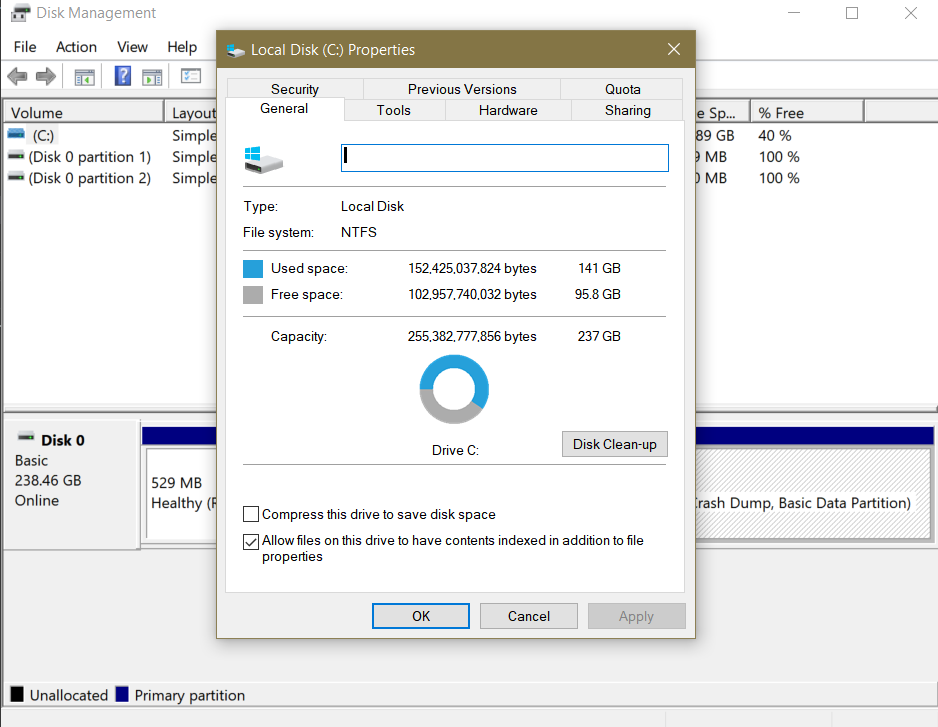 Disk Management
File Action View Help
Local Disk (C:) Properties
Security Previous Versions Quota
General Tools Hardware Sharing
Volume Layout e Sp... % Free
(C:) Simple 89 GB 40 %
(Disk 0 partition 1) Simple 9 MB 100 %
(Disk 0 partition 2) Simple 0 MB 100 %
Type: Local Disk
File system: NTFS
Used space: 152,425,037,824 bytes 141 GB
Free space: 102,957,740,032 bytes 95.8 GB
Capacity: 255,382,777,856 bytes 237 GB
Drive C:
Disk Clean-up
Disk 0
Basic
238.46 GB
Online
529 MB
Healthy (R
rash Dump, Basic Data Partition)
Compress this drive to save disk space
Allow files on this drive to have contents indexed in addition to file
properties
OK Cancel Apply
Unallocated Primary partition